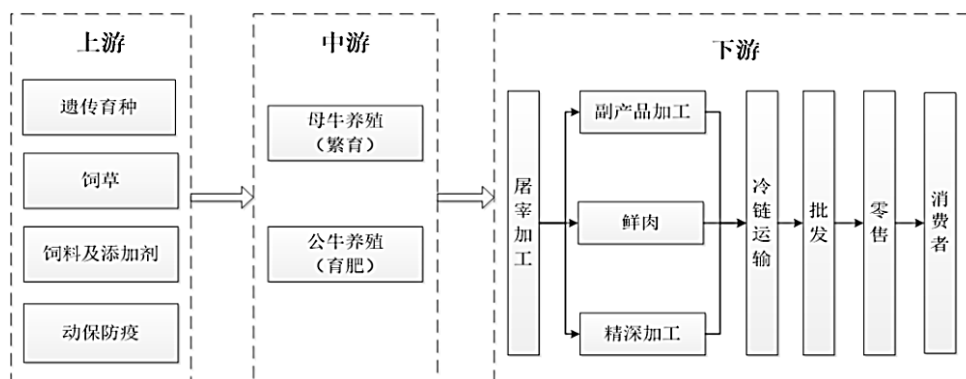 上游
遗传育种
饲草
饲料及添加剂
动保防疫
中游
母牛养殖
（繁育）
公牛养殖
（育肥）
下游
屠宰加工
副产品加工
鲜肉
精深加工
冷链运输
批发
零售
消费者